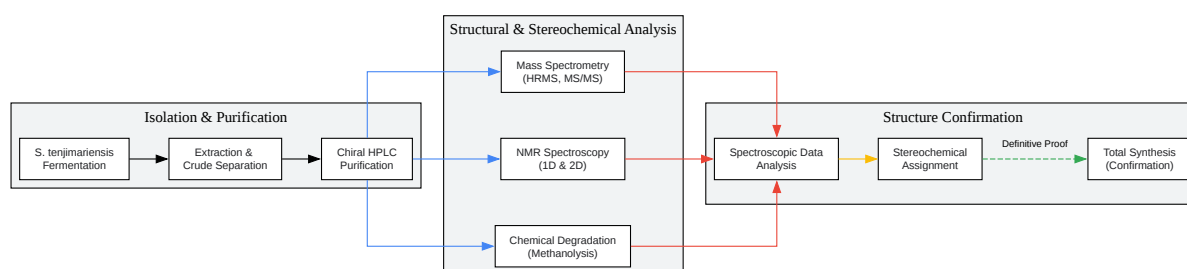 Structural & Stereochemical Analysis
Mass Spectrometry
(HRMS, MS/MS)
Isolation & Purification
Structure Confirmation
S. tenjimariensis
Fermentation
Extraction &
Crude Separation
Chiral HPLC
Purification
NMR Spectroscopy
(1D & 2D)
Spectroscopic Data
Analysis
Stereochemical
Assignment
Definitive Proof
Total Synthesis
(Confirmation)
Chemical Degradation
(Methanolysis)